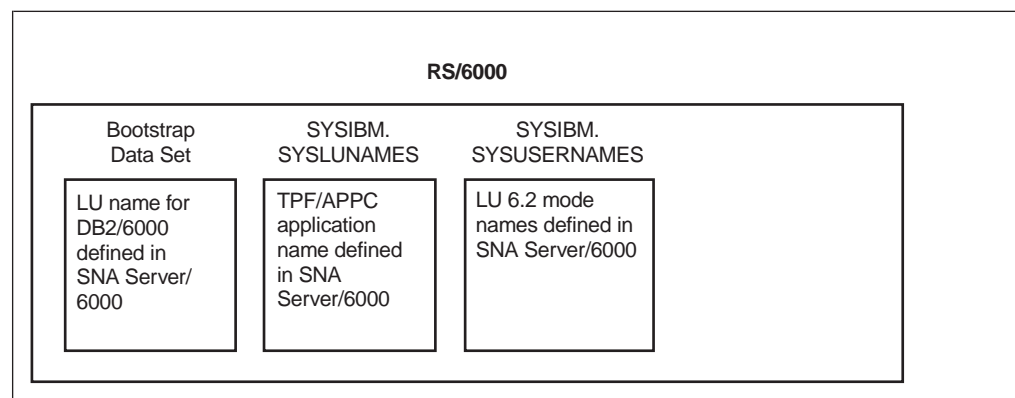 RS/6000
Bootstrap
Data Set
SYSIBM.
SYSLUNAMES
SYSIBM.
SYSUSERNAMES
LU name for
DB2/6000
defined in
SNA Server/
6000
TPF/APPC
application
name defined
in SNA
Server/6000
LU 6.2 mode
names defined in
SNA Server/6000